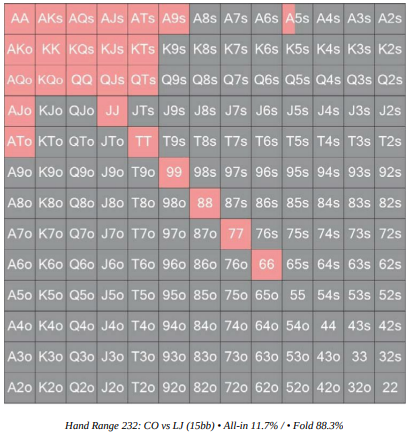 AA AKs AQs AJs ATs A9s A8s A7s A6s A5s A4s A3s A2s
AKo KK KQs KJs KTs K9s K8s K7s K6s K5s K4s K3s K2s
AQo KQo QQ QJs QTs Q9s Q8s Q7s Q6s Q5s Q4s Q3s Q2s
AJo KJo QJo JJ JTs J9s J8s J7s J6s J5s J4s J3s J2s
ATo KTo QTo JTo TT T9s T8s T7s T6s T5s T4s T3s T2s
A9o K9o Q9o J9o T9o 99 98s 97s 96s 95s 94s 93s 92s
A8o K8o Q8o J8o T8o 98o 88 87s 86s 85s 84s 83s 82s
A7o K7o Q7o J7o T7o 97o 87o 77 76s 75s 74s 73s 72s
A6o K6o Q6o J6o T6o 96o 86o 76o 66 65s 64s 63s 62s
A5o K5o Q5o J5o T5o 95o 85o 75o 65o 55 54s 53s 52s
A4o K4o Q4o J4o T4o 94o 84o 74o 64o 54o 44 43s 42s
A3o K3o Q3o J3o T3o 93o 83o 73o 63o 53o 43o 33 32s
A2o K2o Q2o J2o T2o 92o 82o 72o 62o 52o 42o 32o 22
Hand Range 232: CO vs LJ (15bb) • All-in 11.7% / • Fold 88.3%